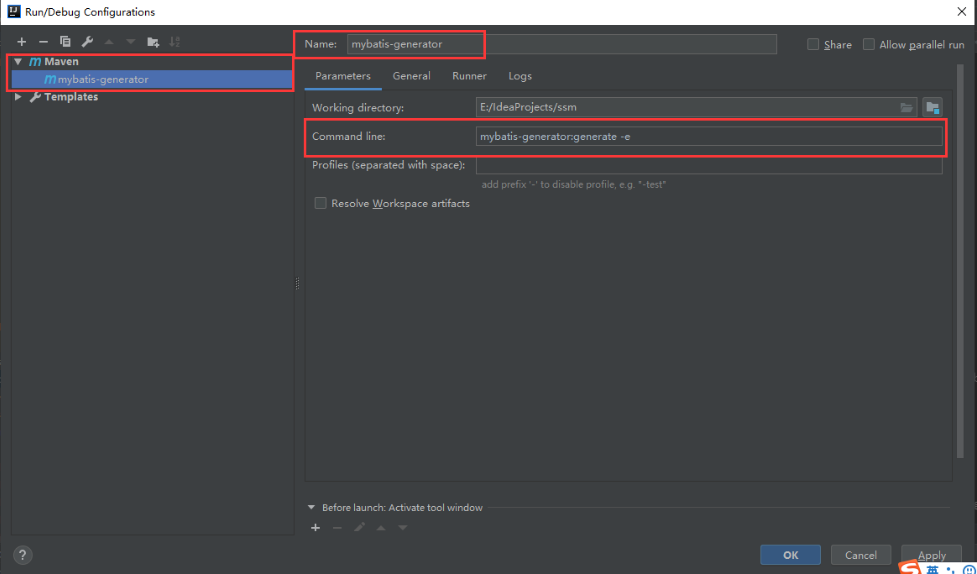 Run/Debug Configurations
Maven
mybatis-generator
Templates
Name: mybatis-generator
Share
Allow parallel run
Parameters General Runner Logs
Working directory: E:/IdeaProjects/ssm
Command line: mybatis-generator:generate -e
Profiles (separated with space):
add prefix '-' to disable profile, e.g. "-test"
Resolve Workspace artifacts
Before launch: Activate tool window
?
OK Cancel Apply
英